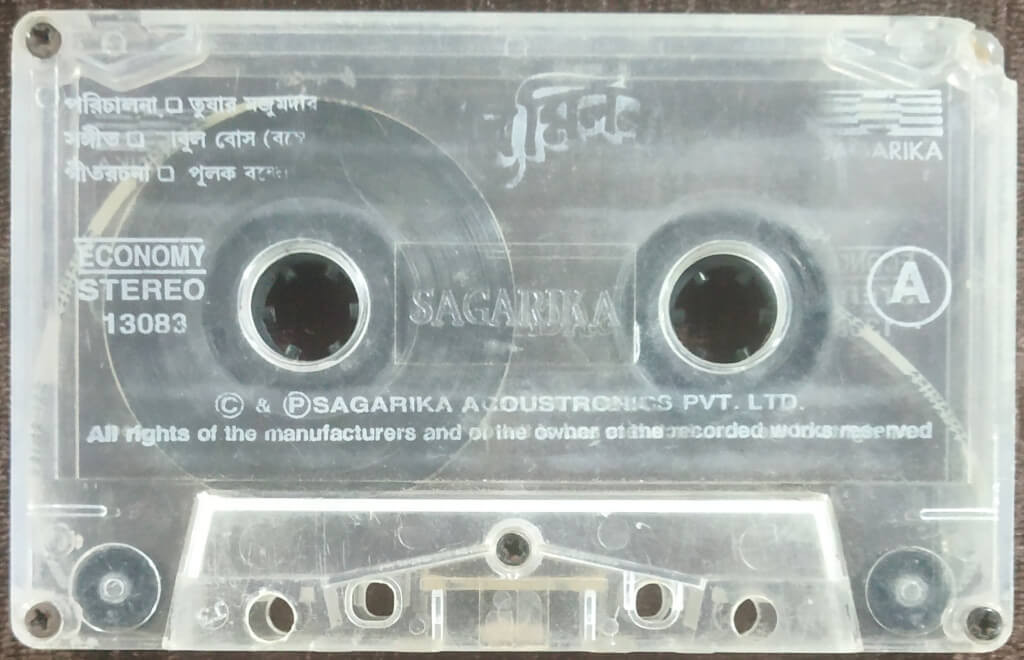 পরিচালনা □ তুষার মজুমদার
সঙ্গীত □ বাবুল বোস (বম্বে
গীতরচনা □ পুলক
SAGARIKA
ECONOMY
STEREO
13083
A
SAGARIKA
© & ℗ SAGARIKA ACOUSTRONICS PVT. LTD.
All rights of the manufacturers and of the owner of the recorded works reserved